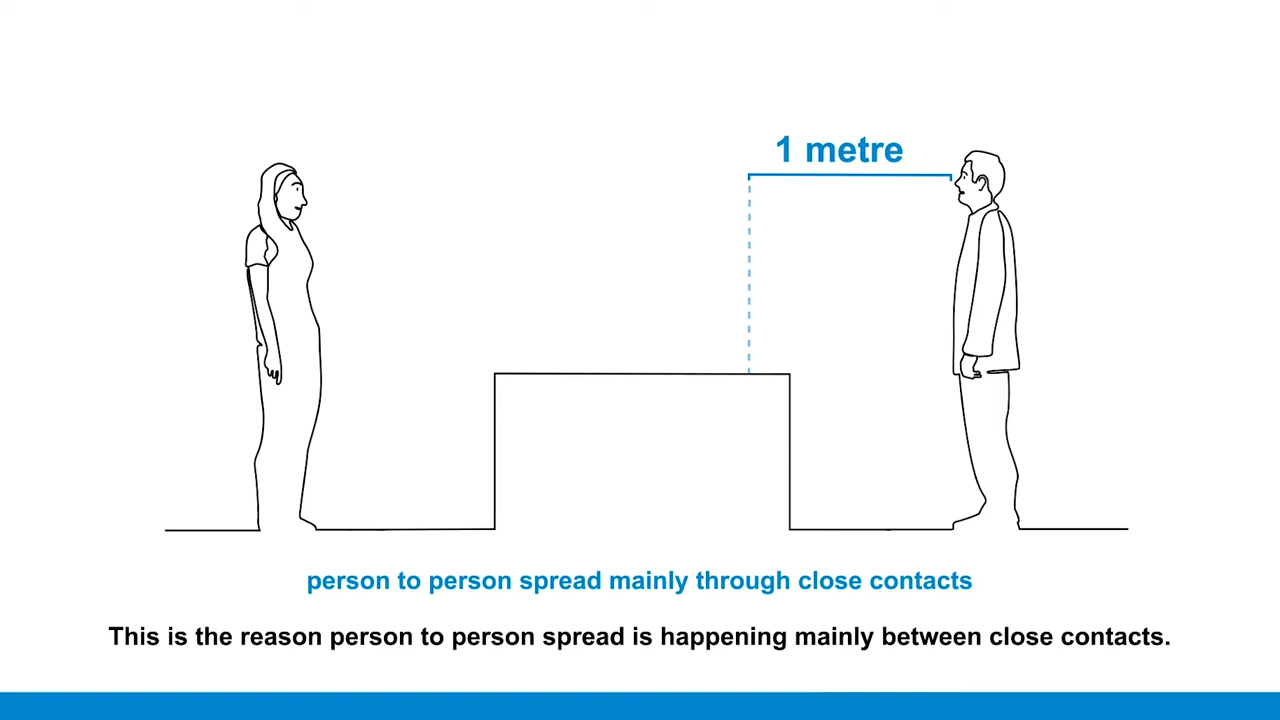 1 metre
person to person spread mainly through close contacts
This is the reason person to person spread is happening mainly between close contacts.